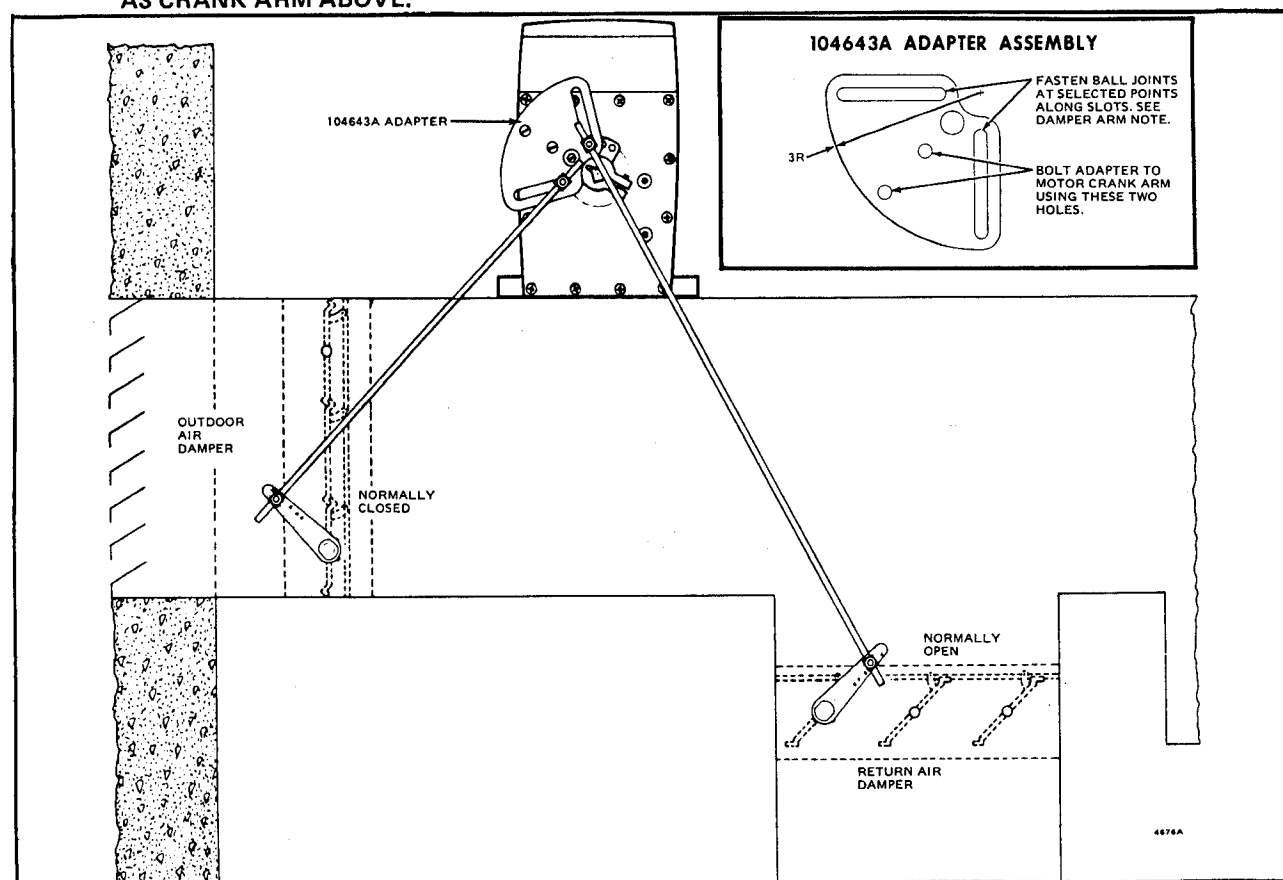 AS CRANK ARM ABOVE.
104643A ADAPTER ASSEMBLY
FASTEN BALL JOINTS
AT SELECTED POINTS
ALONG SLOTS. SEE
DAMPER ARM NOTE.
3R
BOLT ADAPTER TO
MOTOR CRANK ARM
USING THESE TWO
HOLES.
104643A ADAPTER
OUTDOOR
AIR
DAMPER
NORMALLY
CLOSED
NORMALLY
OPEN
RETURN AIR
DAMPER
4676A